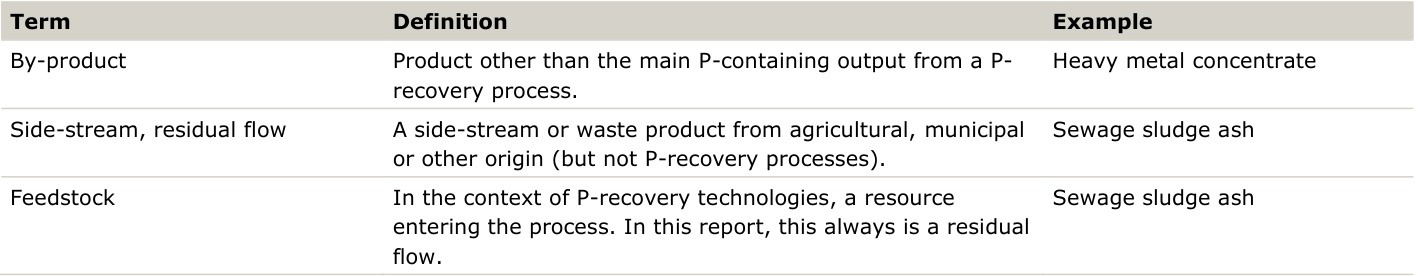 Term Definition Example
By-product Product other than the main P-containing output from a P- Heavy metal concentrate
recovery process.
Side-stream, residual flow A side-stream or waste product from agricultural, municipal Sewage sludge ash
or other origin (but not P-recovery processes).
Feedstock In the context of P-recovery technologies, a resource Sewage sludge ash
entering the process. In this report, this always is a residual
flow.